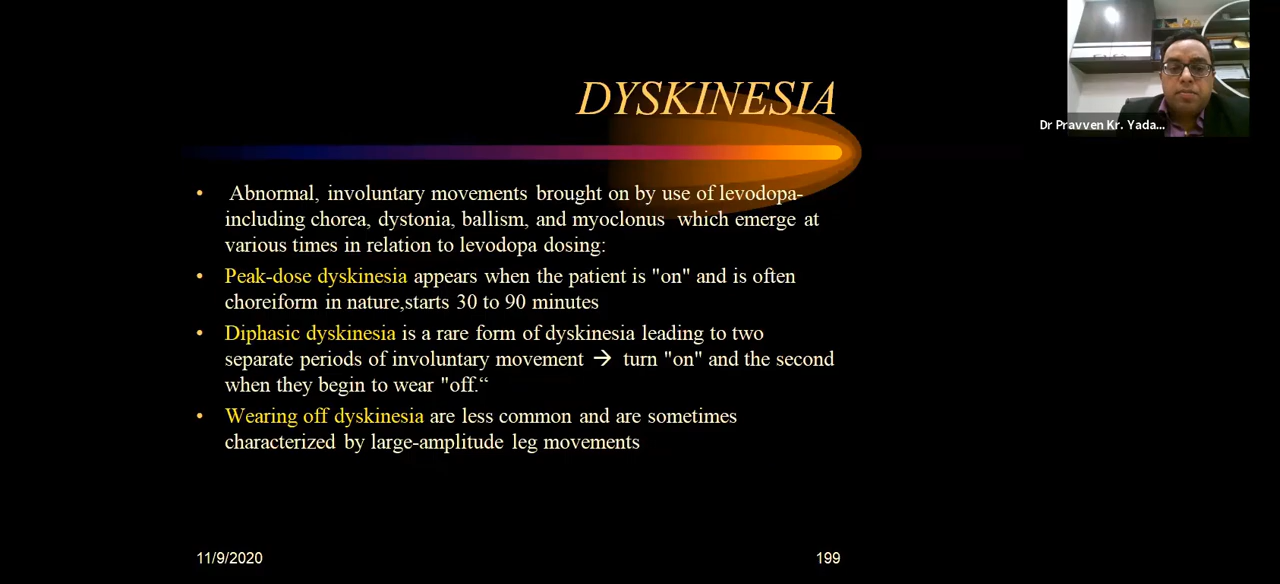 DYSKINESIA
Dr Pravven Kr. Yada...
• Abnormal, involuntary movements brought on by use of levodopa-
including chorea, dystonia, ballism, and myoclonus which emerge at
various times in relation to levodopa dosing:
• Peak-dose dyskinesia appears when the patient is "on" and is often
choreiform in nature,starts 30 to 90 minutes
• Diphasic dyskinesia is a rare form of dyskinesia leading to two
separate periods of involuntary movement → turn "on" and the second
when they begin to wear "off.“
• Wearing off dyskinesia are less common and are sometimes
characterized by large-amplitude leg movements
11/9/2020
199